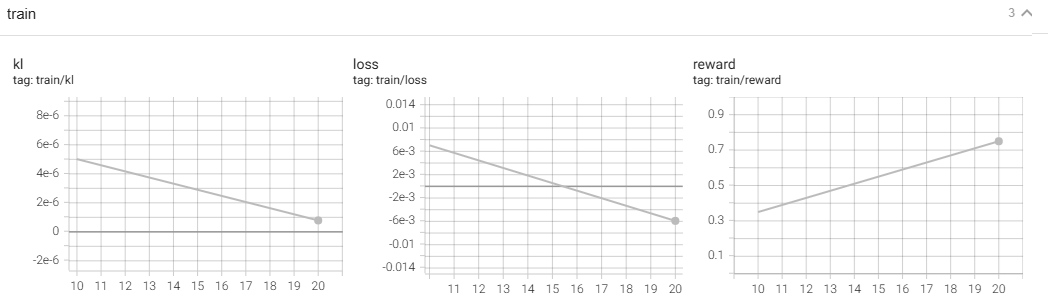 train 3
kl
tag: train/kl
8e-6
6e-6
4e-6
2e-6
0
-2e-6
10 11 12 13 14 15 16 17 18 19 20
loss
tag: train/loss
0.014
0.01
6e-3
2e-3
-2e-3
-6e-3
-0.01
-0.014
11 12 13 14 15 16 17 18 19 20
reward
tag: train/reward
0.9
0.7
0.5
0.3
0.1
10 11 12 13 14 15 16 17 18 19 20